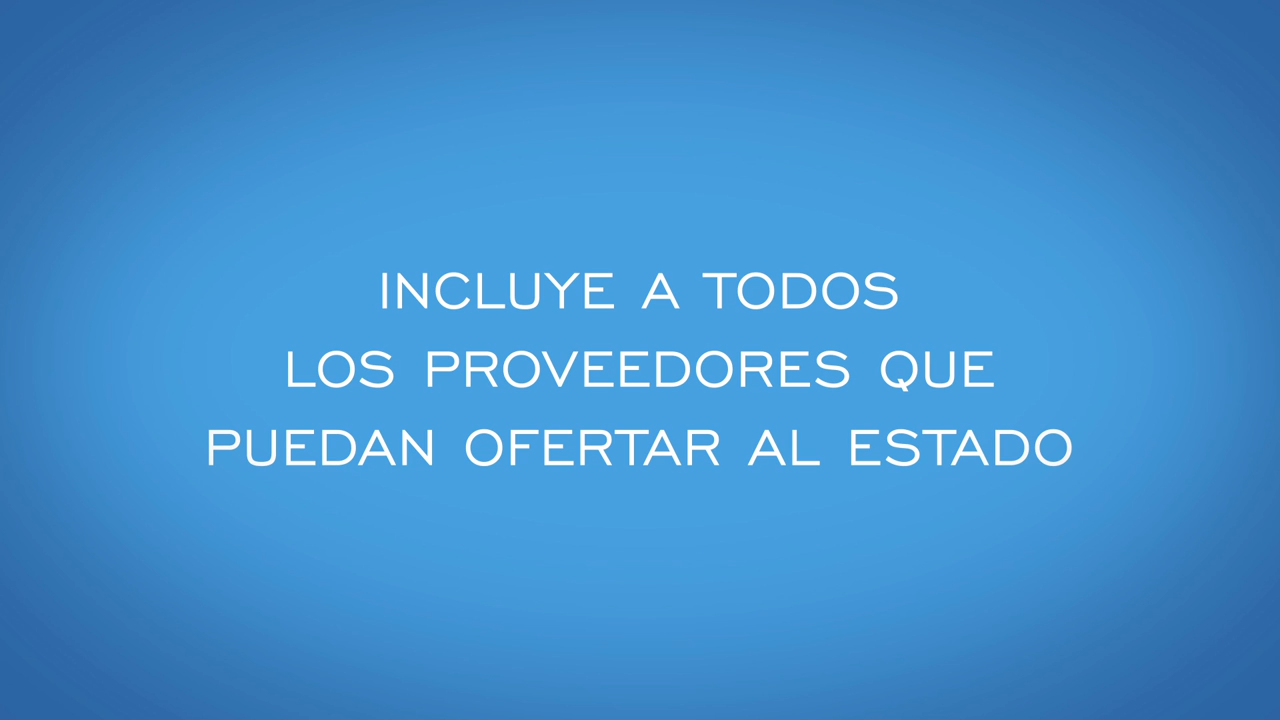 INCLUYE A TODOS
LOS PROVEEDORES QUE
PUEDAN OFERTAR AL ESTADO